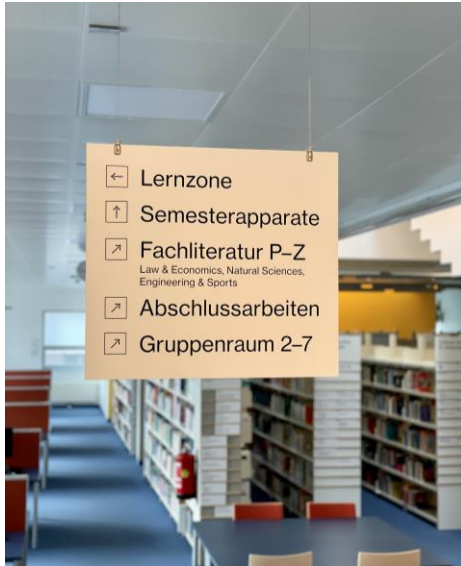 ← Lernzone
↑ Semesterapparate
↗ Fachliteratur P–Z
Law & Economics, Natural Sciences,
Engineering & Sports
↗ Abschlussarbeiten
↗ Gruppenraum 2–7